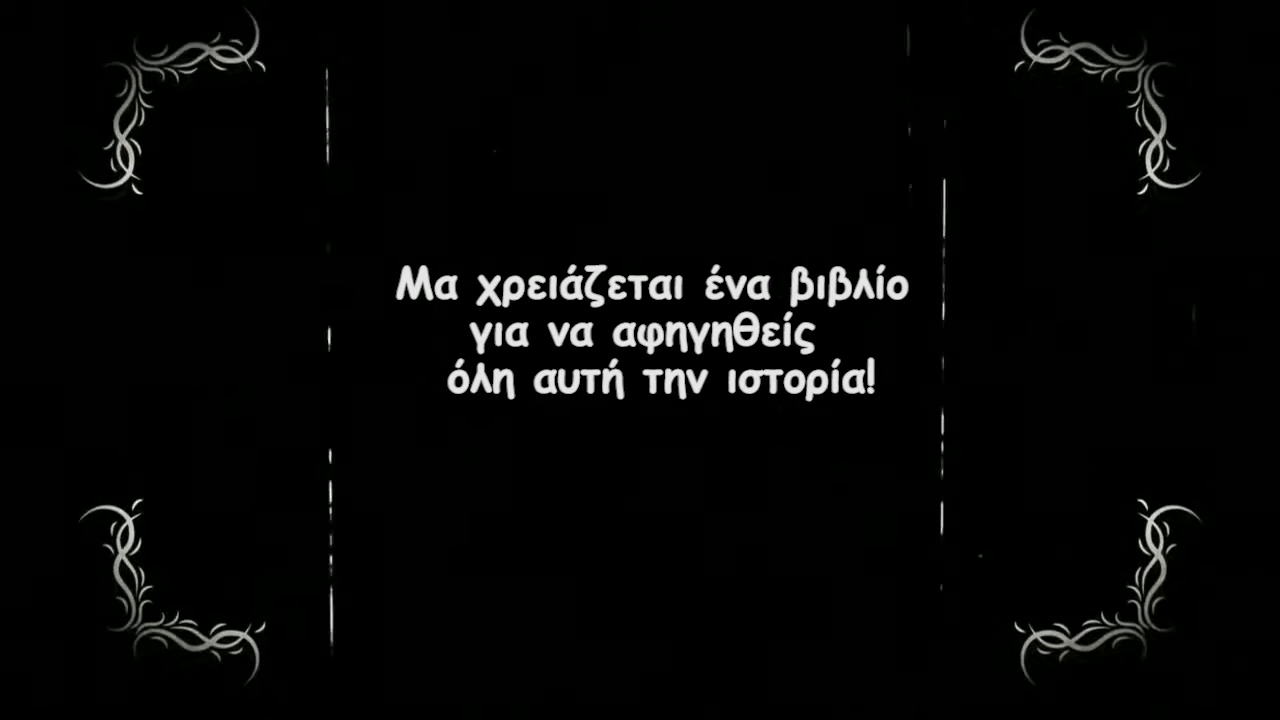 Μα χρειάζεται ένα βιβλίο
για να αφηγηθείς
όλη αυτή την ιστορία!